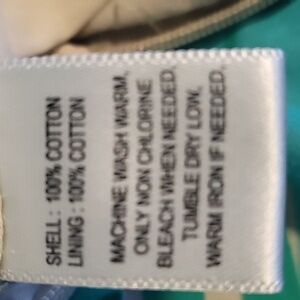 SHELL: 100% COTTON
LINING: 100% COTTON
MACHINE WASH WARM,
ONLY NON CHLORINE
BLEACH WHEN NEEDED
TUMBLE DRY LOW,
WARM IRON IF NEEDED.